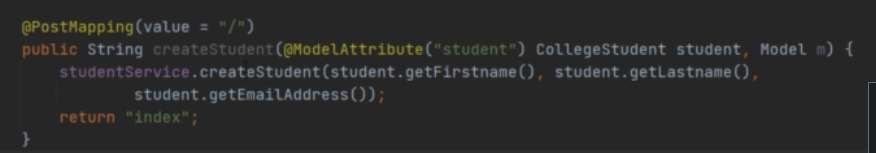 @PostMapping(value = "/")
public String createStudent(@ModelAttribute("student") CollegeStudent student, Model m) {
studentService.createStudent(student.getFirstname(), student.getLastname(),
student.getEmailAddress());
return "index";
}